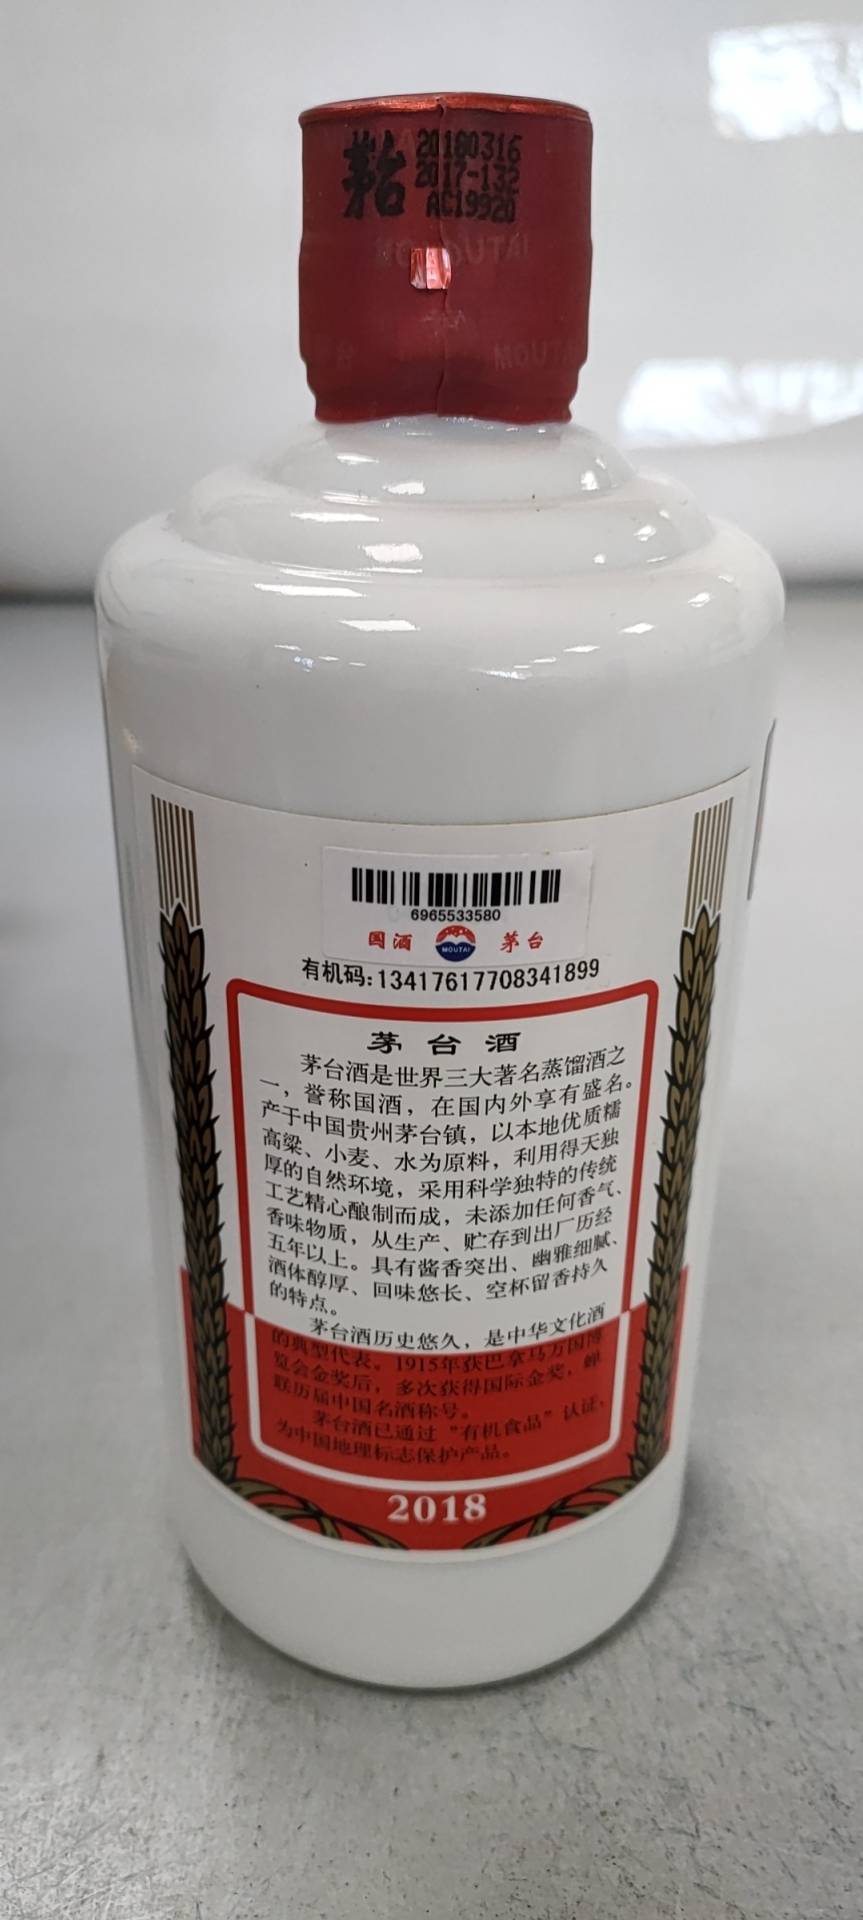 茅台
20180316
2017-132
AC19920
MOUTAI
6965533580
国酒 MOUTAI 茅台
有机码:13417617708341899
茅台酒
茅台酒是世界三大著名蒸馏酒之
一，誉称国酒，在国内外享有盛名。
产于中国贵州茅台镇，以本地优质糯
高粱、小麦、水为原料，利用得天独
厚的自然环境，采用科学独特的传统
工艺精心酿制而成，未添加任何香气、
香味物质，从生产、贮存到出厂历经
五年以上。具有酱香突出、幽雅细腻、
酒体醇厚、回味悠长、空杯留香持久
的特点。
茅台酒历史悠久，是中华文化酒
的典型代表。1915年获巴拿马万国博
览会金奖后，多次获得国际金奖，蝉
联历届中国名酒称号。
茅台酒已通过“有机食品”认证，
为中国地理标志保护产品。
2018